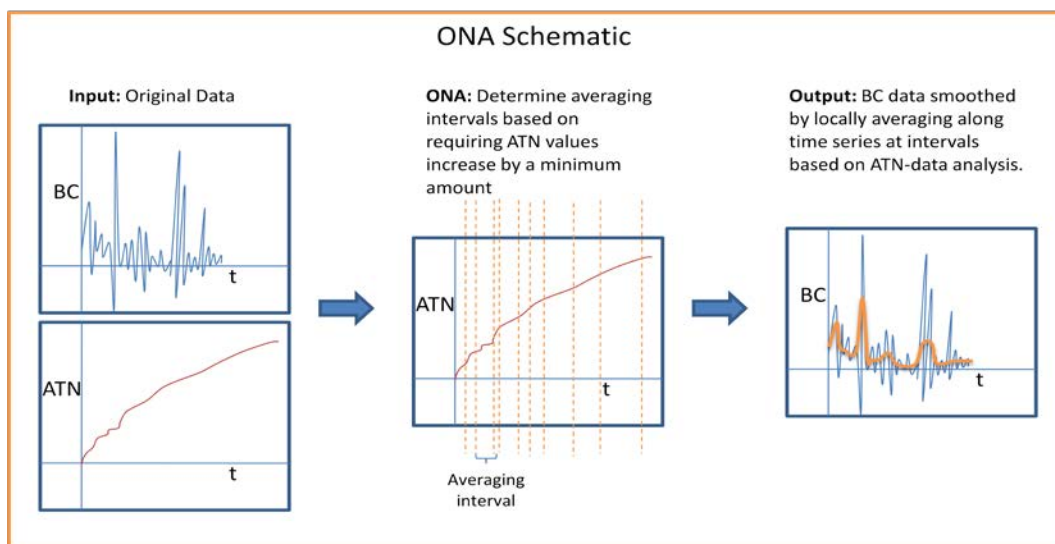 ONA Schematic
Input: Original Data
BC
t
ATN
t
ONA: Determine averaging
intervals based on
requiring ATN values
increase by a minimum
amount
ATN
t
Averaging
interval
Output: BC data smoothed
by locally averaging along
time series at intervals
based on ATN-data analysis.
BC
t